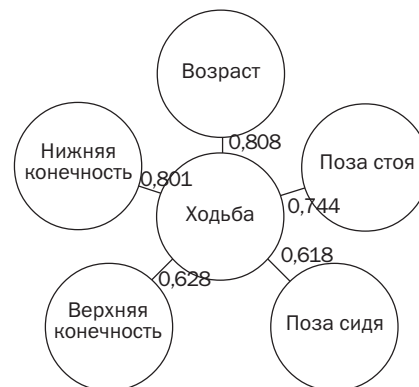 Возраст
0,808
Нижняя
конечность
0,801
Поза стоя
0,744
Ходьба
0,618
0,628
Верхняя
конечность
Поза сидя